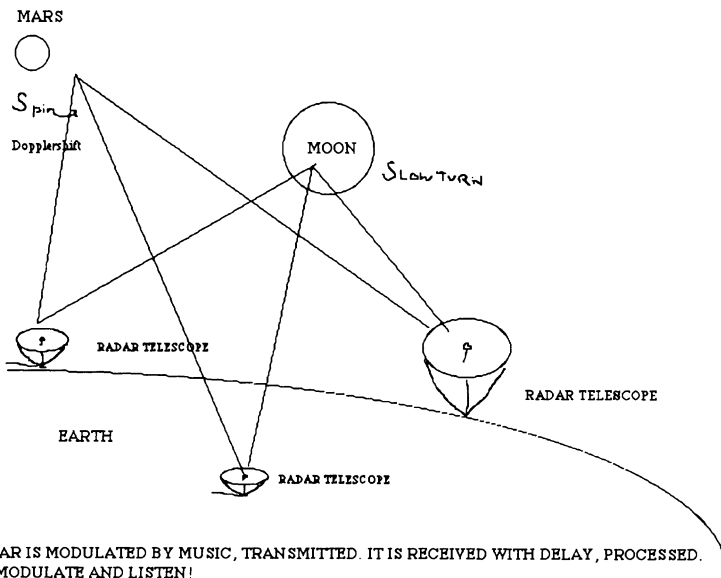 MARS
Spin
Dopplershift
MOON
SLOW TURN
RADAR TELESCOPE
RADAR TELESCOPE
EARTH
RADAR TELESCOPE
AR IS MODULATED BY MUSIC, TRANSMITTED. IT IS RECEIVED WITH DELAY, PROCESSED.
MODULATE AND LISTEN!